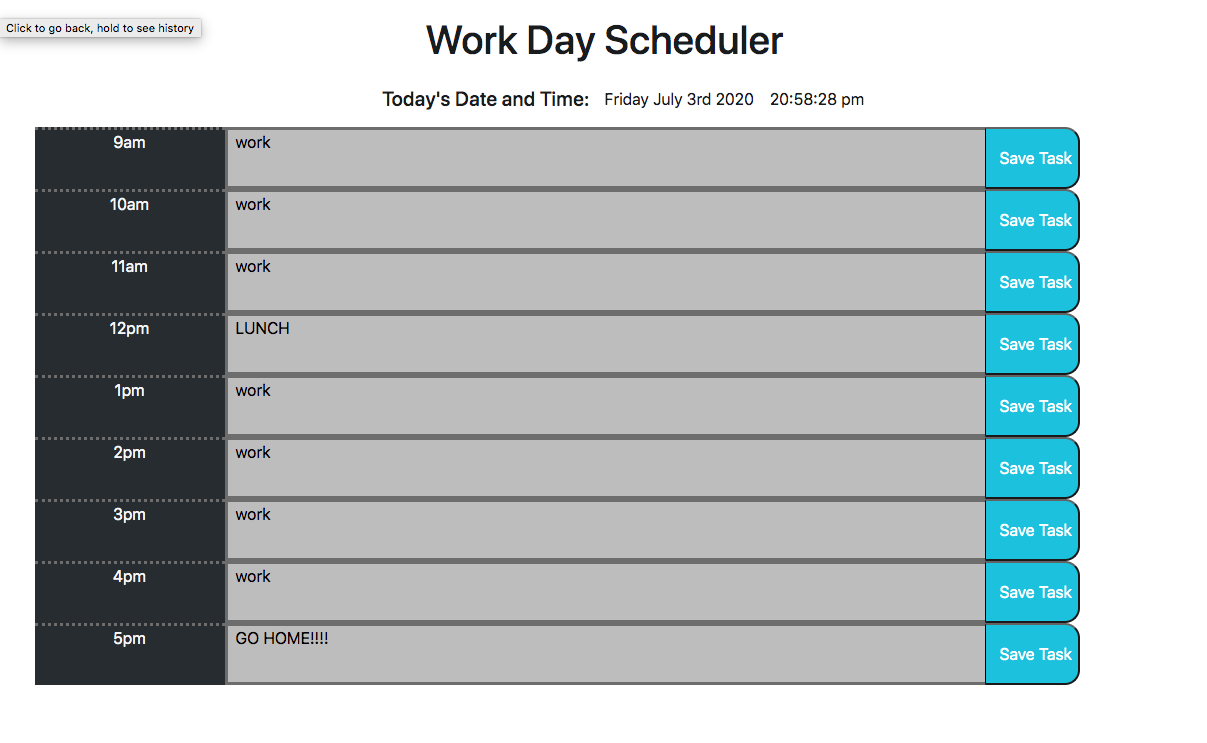 Click to go back, hold to see history
Work Day Scheduler
Today's Date and Time: Friday July 3rd 2020 20:58:28 pm
9am work Save Task
10am work Save Task
11am work Save Task
12pm LUNCH Save Task
1pm work Save Task
2pm work Save Task
3pm work Save Task
4pm work Save Task
5pm GO HOME!!!! Save Task